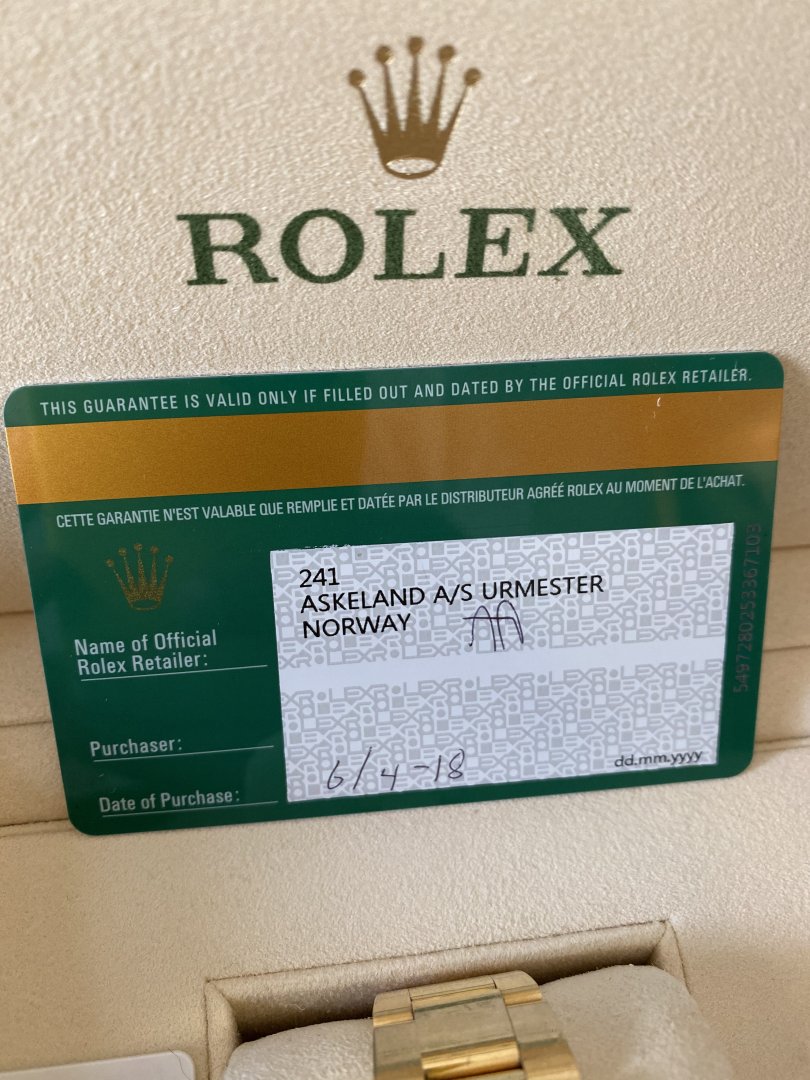 ROLEX
THIS GUARANTEE IS VALID ONLY IF FILLED OUT AND DATED BY THE OFFICIAL ROLEX RETAILER.
CETTE GARANTIE N'EST VALABLE QUE REMPLIE ET DATÉE PAR LE DISTRIBUTEUR AGRÉÉ ROLEX AU MOMENT DE L'ACHAT.
241
ASKELAND A/S URMESTER
NORWAY
Name of Official
Rolex Retailer:
Purchaser:
Date of Purchase:
6/4-18
dd.mm.yyyy
5497280253367103